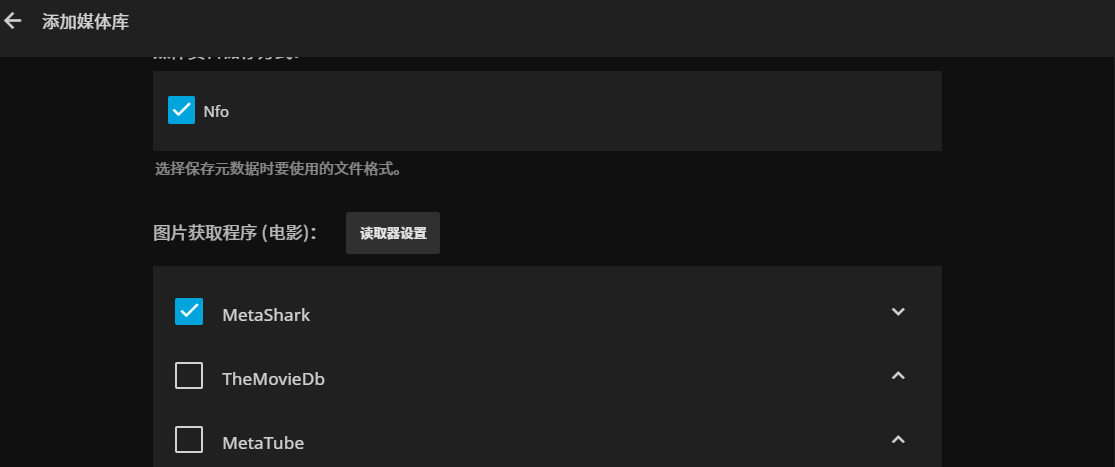 添加媒体库
Nfo
选择保存元数据时要使用的文件格式。
图片获取程序 (电影)：
读取器设置
MetaShark
TheMovieDb
MetaTube